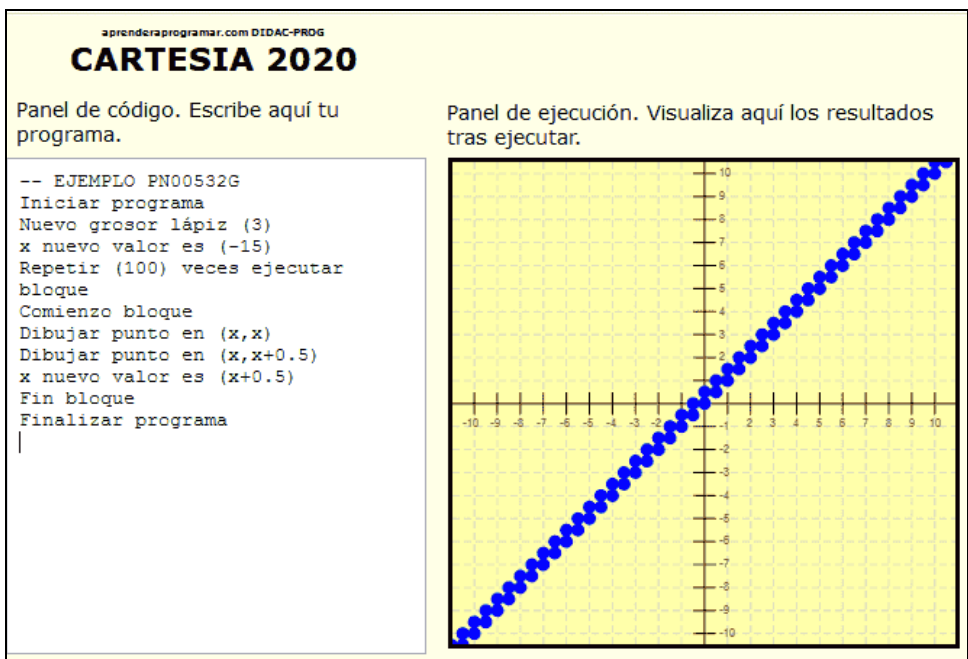 aprenderaprogramar.com DIDAC-PROG
CARTESIA 2020
Panel de código. Escribe aquí tu
programa.
-- EJEMPLO PN00532G
Iniciar programa
Nuevo grosor lápiz (3)
x nuevo valor es (-15)
Repetir (100) veces ejecutar
bloque
Comienzo bloque
Dibujar punto en (x,x)
Dibujar punto en (x,x+0.5)
x nuevo valor es (x+0.5)
Fin bloque
Finalizar programa
Panel de ejecución. Visualiza aquí los resultados
tras ejecutar.
10
9
8
7
6
5
4
3
2
-10 -9 -8 -7 -6 -5 -4 -3 -2 2 3 4 5 6 7 8 9 10
-1
-2
-3
-4
-5
-6
-7
-8
-9
-10